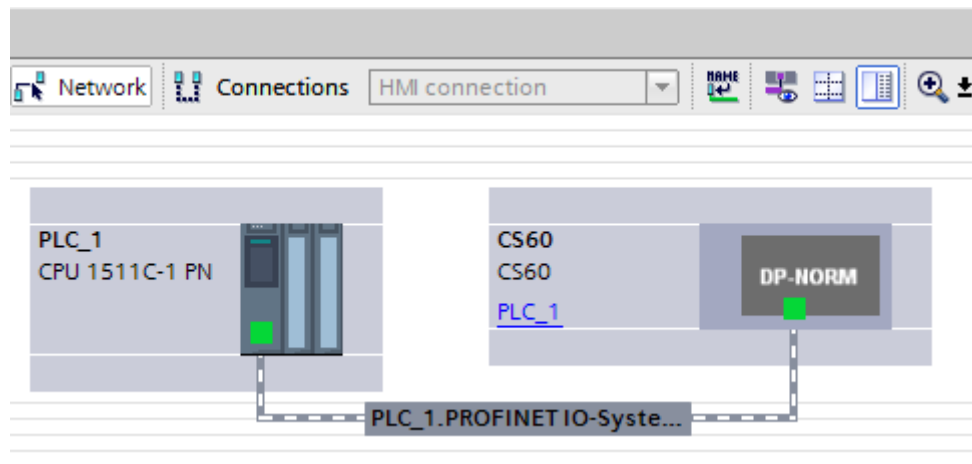 Network Connections HMI connection NAME
PLC_1
CPU 1511C-1 PN
CS60
CS60
PLC_1
DP-NORM
PLC_1.PROFINET IO-Syste...